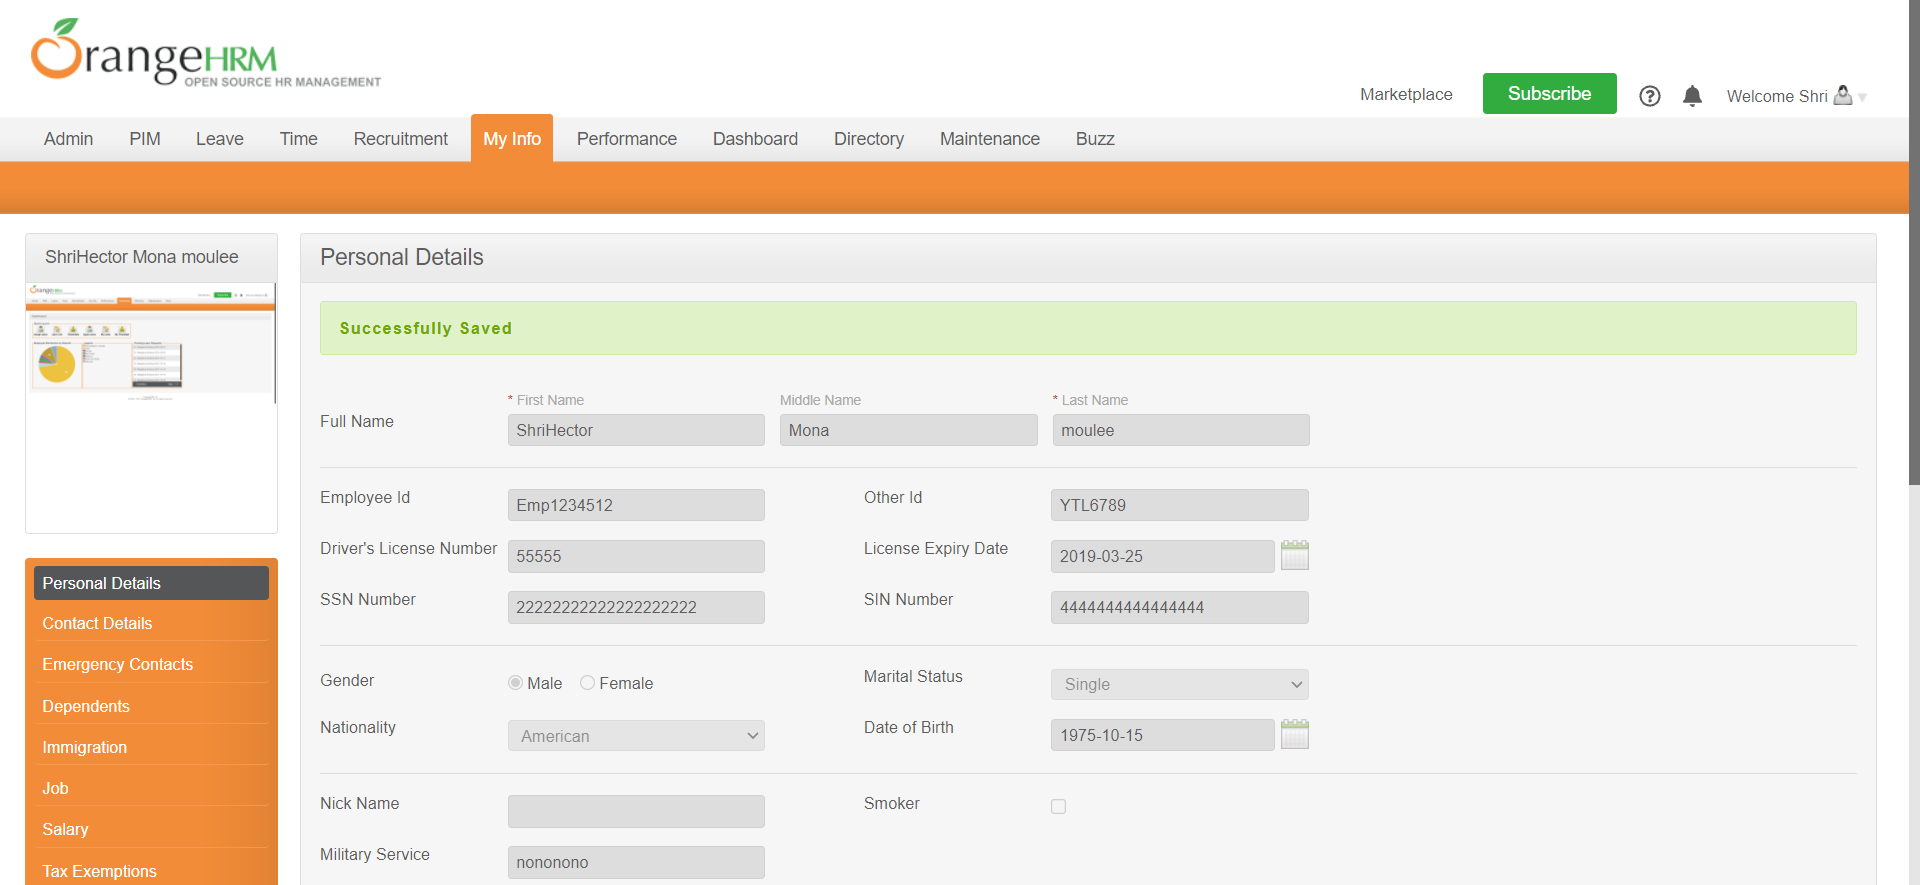 OrangeHRM
OPEN SOURCE HR MANAGEMENT
Marketplace
Subscribe
Welcome Shri
Admin PIM Leave Time Recruitment My Info Performance Dashboard Directory Maintenance Buzz
ShriHector Mona moulee
Personal Details
Contact Details
Emergency Contacts
Dependents
Immigration
Job
Salary
Tax Exemptions
Personal Details
Successfully Saved
Full Name
* First Name
ShriHector
Middle Name
Mona
* Last Name
moulee
Employee Id
Emp1234512
Other Id
YTL6789
Driver's License Number
55555
License Expiry Date
2019-03-25
SSN Number
22222222222222222222
SIN Number
4444444444444444
Gender
Male Female
Marital Status
Single
Nationality
American
Date of Birth
1975-10-15
Nick Name
Smoker
Military Service
nononono